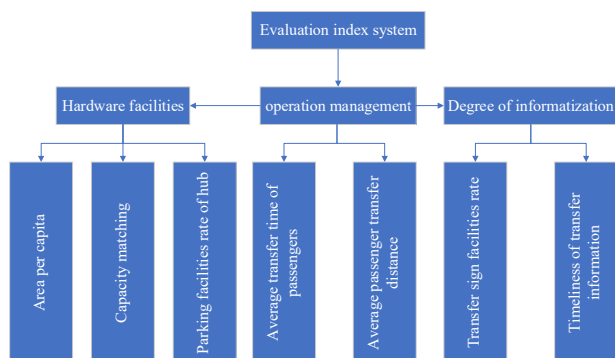 Evaluation index system
Hardware facilities
operation management
Degree of informatization
Area per capita
Capacity matching
Parking facilities rate of hub
Average transfer time of
passengers
Average passenger transfer
distance
Transfer sign facilities rate
Timeliness of transfer
information